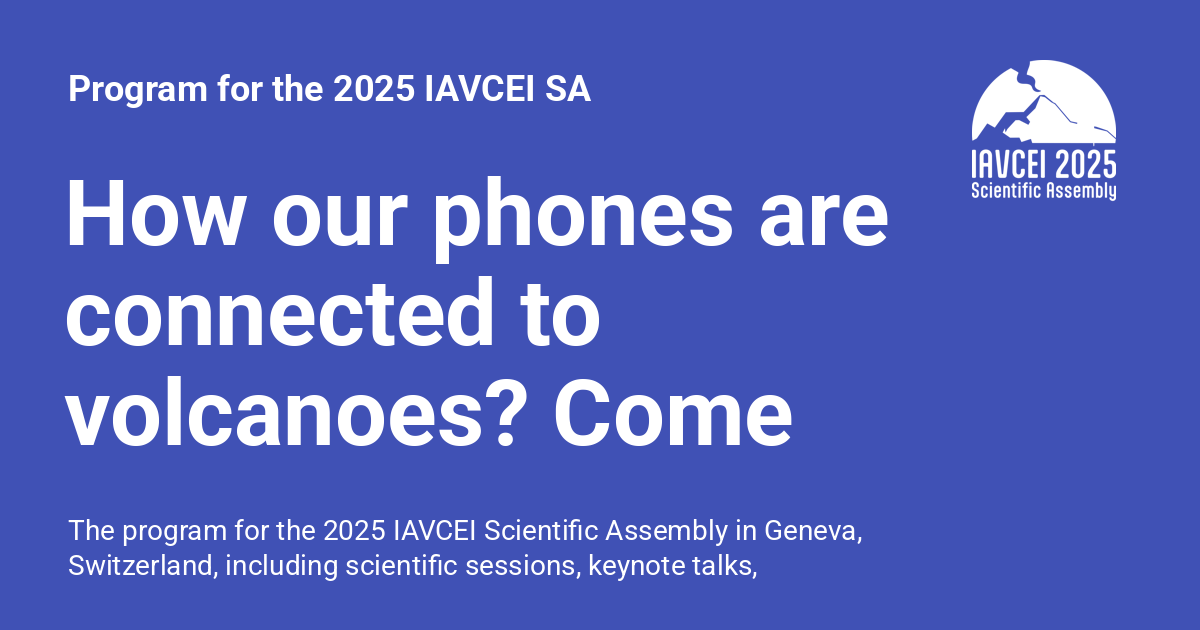 Program for the 2025 IAVCEI SA
IAVCEI 2025
Scientific Assembly
How our phones are
connected to
volcanoes? Come
The program for the 2025 IAVCEI Scientific Assembly in Geneva,
Switzerland, including scientific sessions, keynote talks,